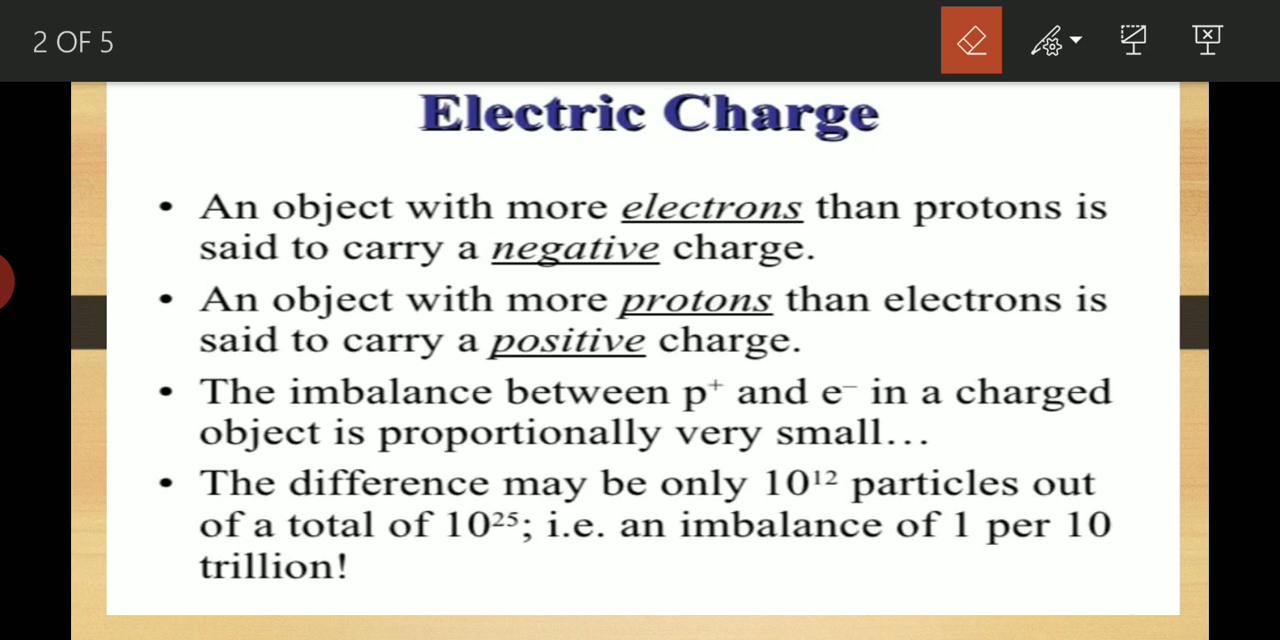 2 OF 5
Electric Charge
• An object with more electrons than protons is
said to carry a negative charge.
• An object with more protons than electrons is
said to carry a positive charge.
• The imbalance between p⁺ and e⁻ in a charged
object is proportionally very small...
• The difference may be only 10¹² particles out
of a total of 10²⁵; i.e. an imbalance of 1 per 10
trillion!